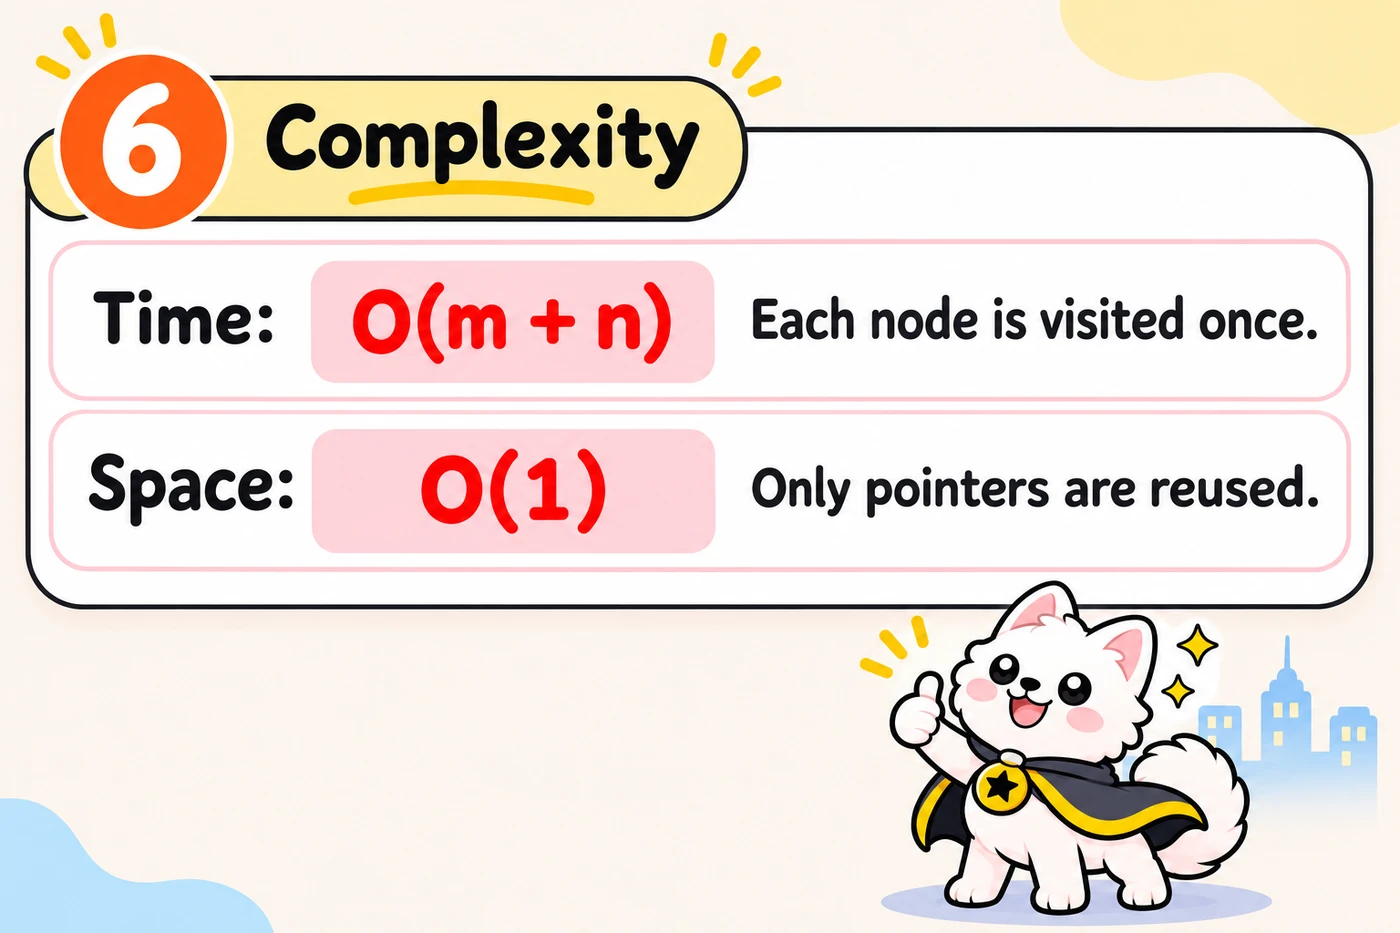 6 Complexity
Time: O(m + n) Each node is visited once.
Space: O(1) Only pointers are reused.